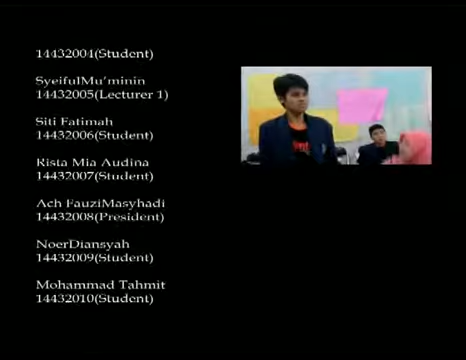 14432004(Student)
SyeifulMu'minin
14432005(Lecturer 1)
Siti Fatimah
14432006(Student)
Rista Mia Audina
14432007(Student)
Ach FauziMasyhadi
14432008(President)
NoerDiansyah
14432009(Student)
Mohammad Tahmit
14432010(Student)